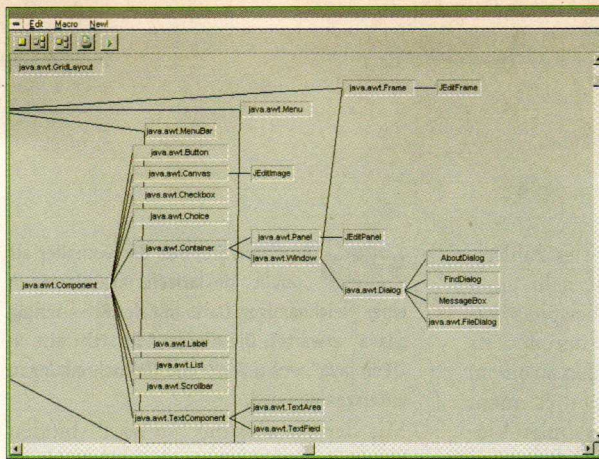 Edit Macro New!
java.awt.GridLayout
java.awt.Frame
JEditFrame
java.awt.Menu
java.awt.MenuBar
java.awt.Button
java.awt.Canvas
JEditImage
java.awt.Checkbox
java.awt.Choice
java.awt.Container
java.awt.Panel
JEditPanel
java.awt.Window
java.awt.Component
java.awt.Dialog
AboutDialog
FindDialog
MessageBox
java.awt.FileDialog
java.awt.Label
java.awt.List
java.awt.Scrollbar
java.awt.TextComponent
java.awt.TextArea
java.awt.TextField